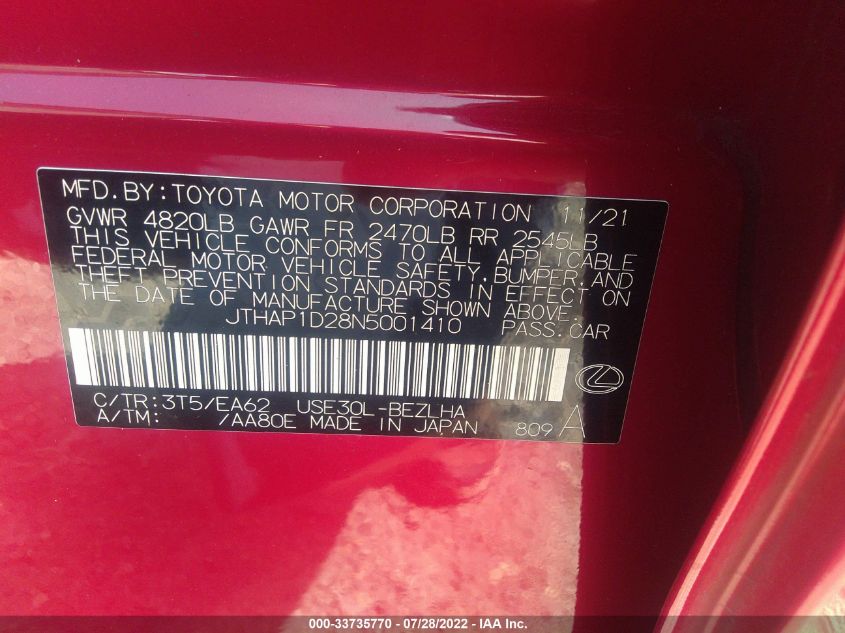 MFD.BY:TOYOTA MOTOR CORPORATION 11/21
GVWR 4820LB GAWR FR 2470LB RR 2545LB
THIS VEHICLE CONFORMS TO ALL APPLICABLE
FEDERAL MOTOR VEHICLE SAFETY,BUMPER,AND
THEFT PREVENTION STANDARDS IN EFFECT ON
THE DATE OF MANUFACTURE SHOWN ABOVE.
JTHAP1D28N5001410 PASS.CAR
C/TR:3T5/EA62 USE30L-BEZLHA
A/TM: /AA80E MADE IN JAPAN 809 A
000-33735770 - 07/28/2022 - IAA Inc.